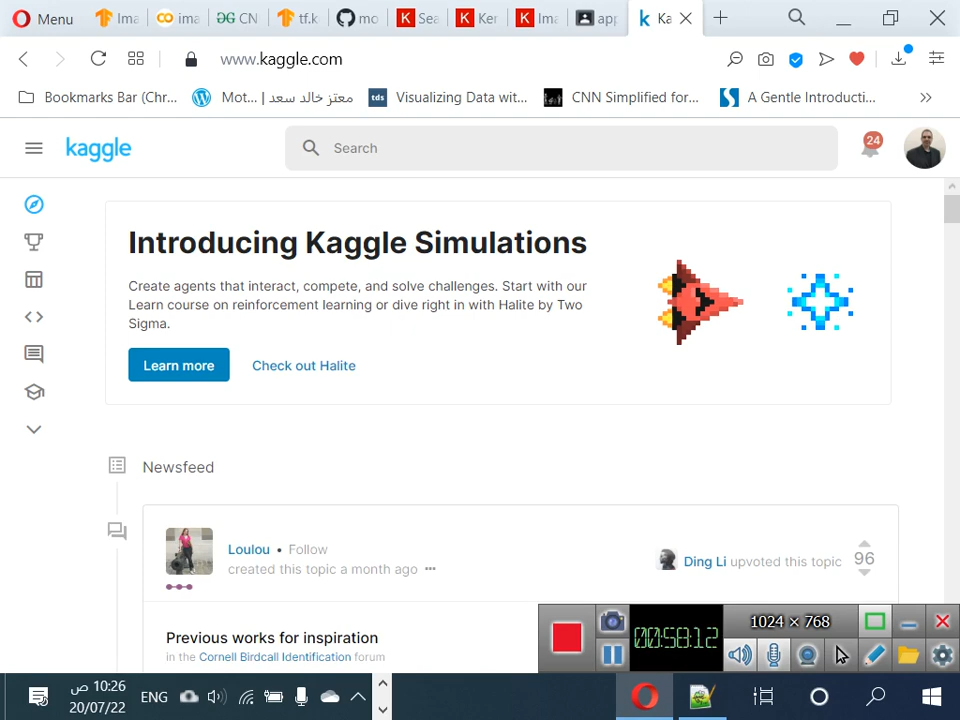 Menu
Ima
ima
CN
tf.k
mo
Sea
Ker
Ima
app
Ka
www.kaggle.com
Bookmarks Bar (Chr...
Mot... | معتز خالد سعد
tds
Visualizing Data wit...
CNN Simplified for...
A Gentle Introducti...
kaggle
Search
24
Introducing Kaggle Simulations
Create agents that interact, compete, and solve challenges. Start with our
Learn course on reinforcement learning or dive right in with Halite by Two
Sigma.
Learn more
Check out Halite
Newsfeed
Loulou • Follow
created this topic a month ago
Ding Li upvoted this topic
96
Previous works for inspiration
in the Cornell Birdcall Identification forum
00:58:12
1024 × 768
10:26 ص
ENG
20/07/22